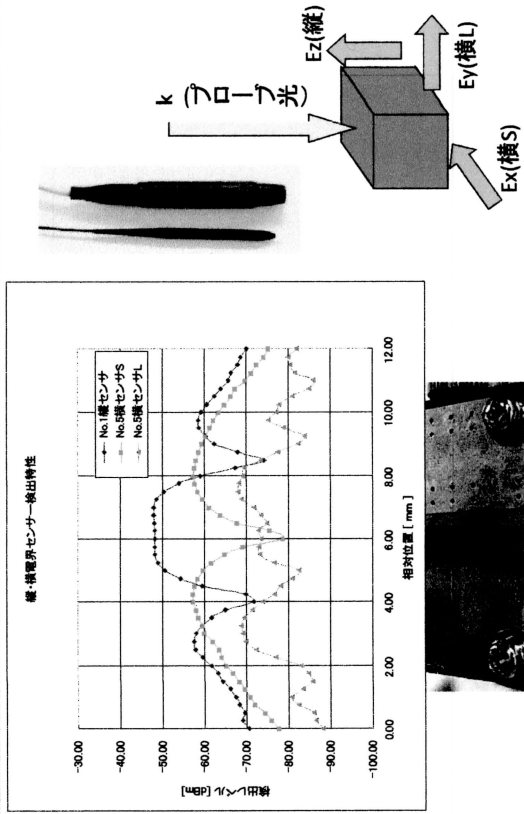 縦・横電界センサー検出特性
No.1縦センサ
No.5横センサS
No.5横センサL
検出レベル [dBm]
-30.00
-40.00
-50.00
-60.00
-70.00
-80.00
-90.00
-100.00
0.00
2.00
4.00
6.00
8.00
10.00
12.00
相対位置 [mm]
k (プローブ光)
Ez(縦)
Ey(横L)
Ex(横S)